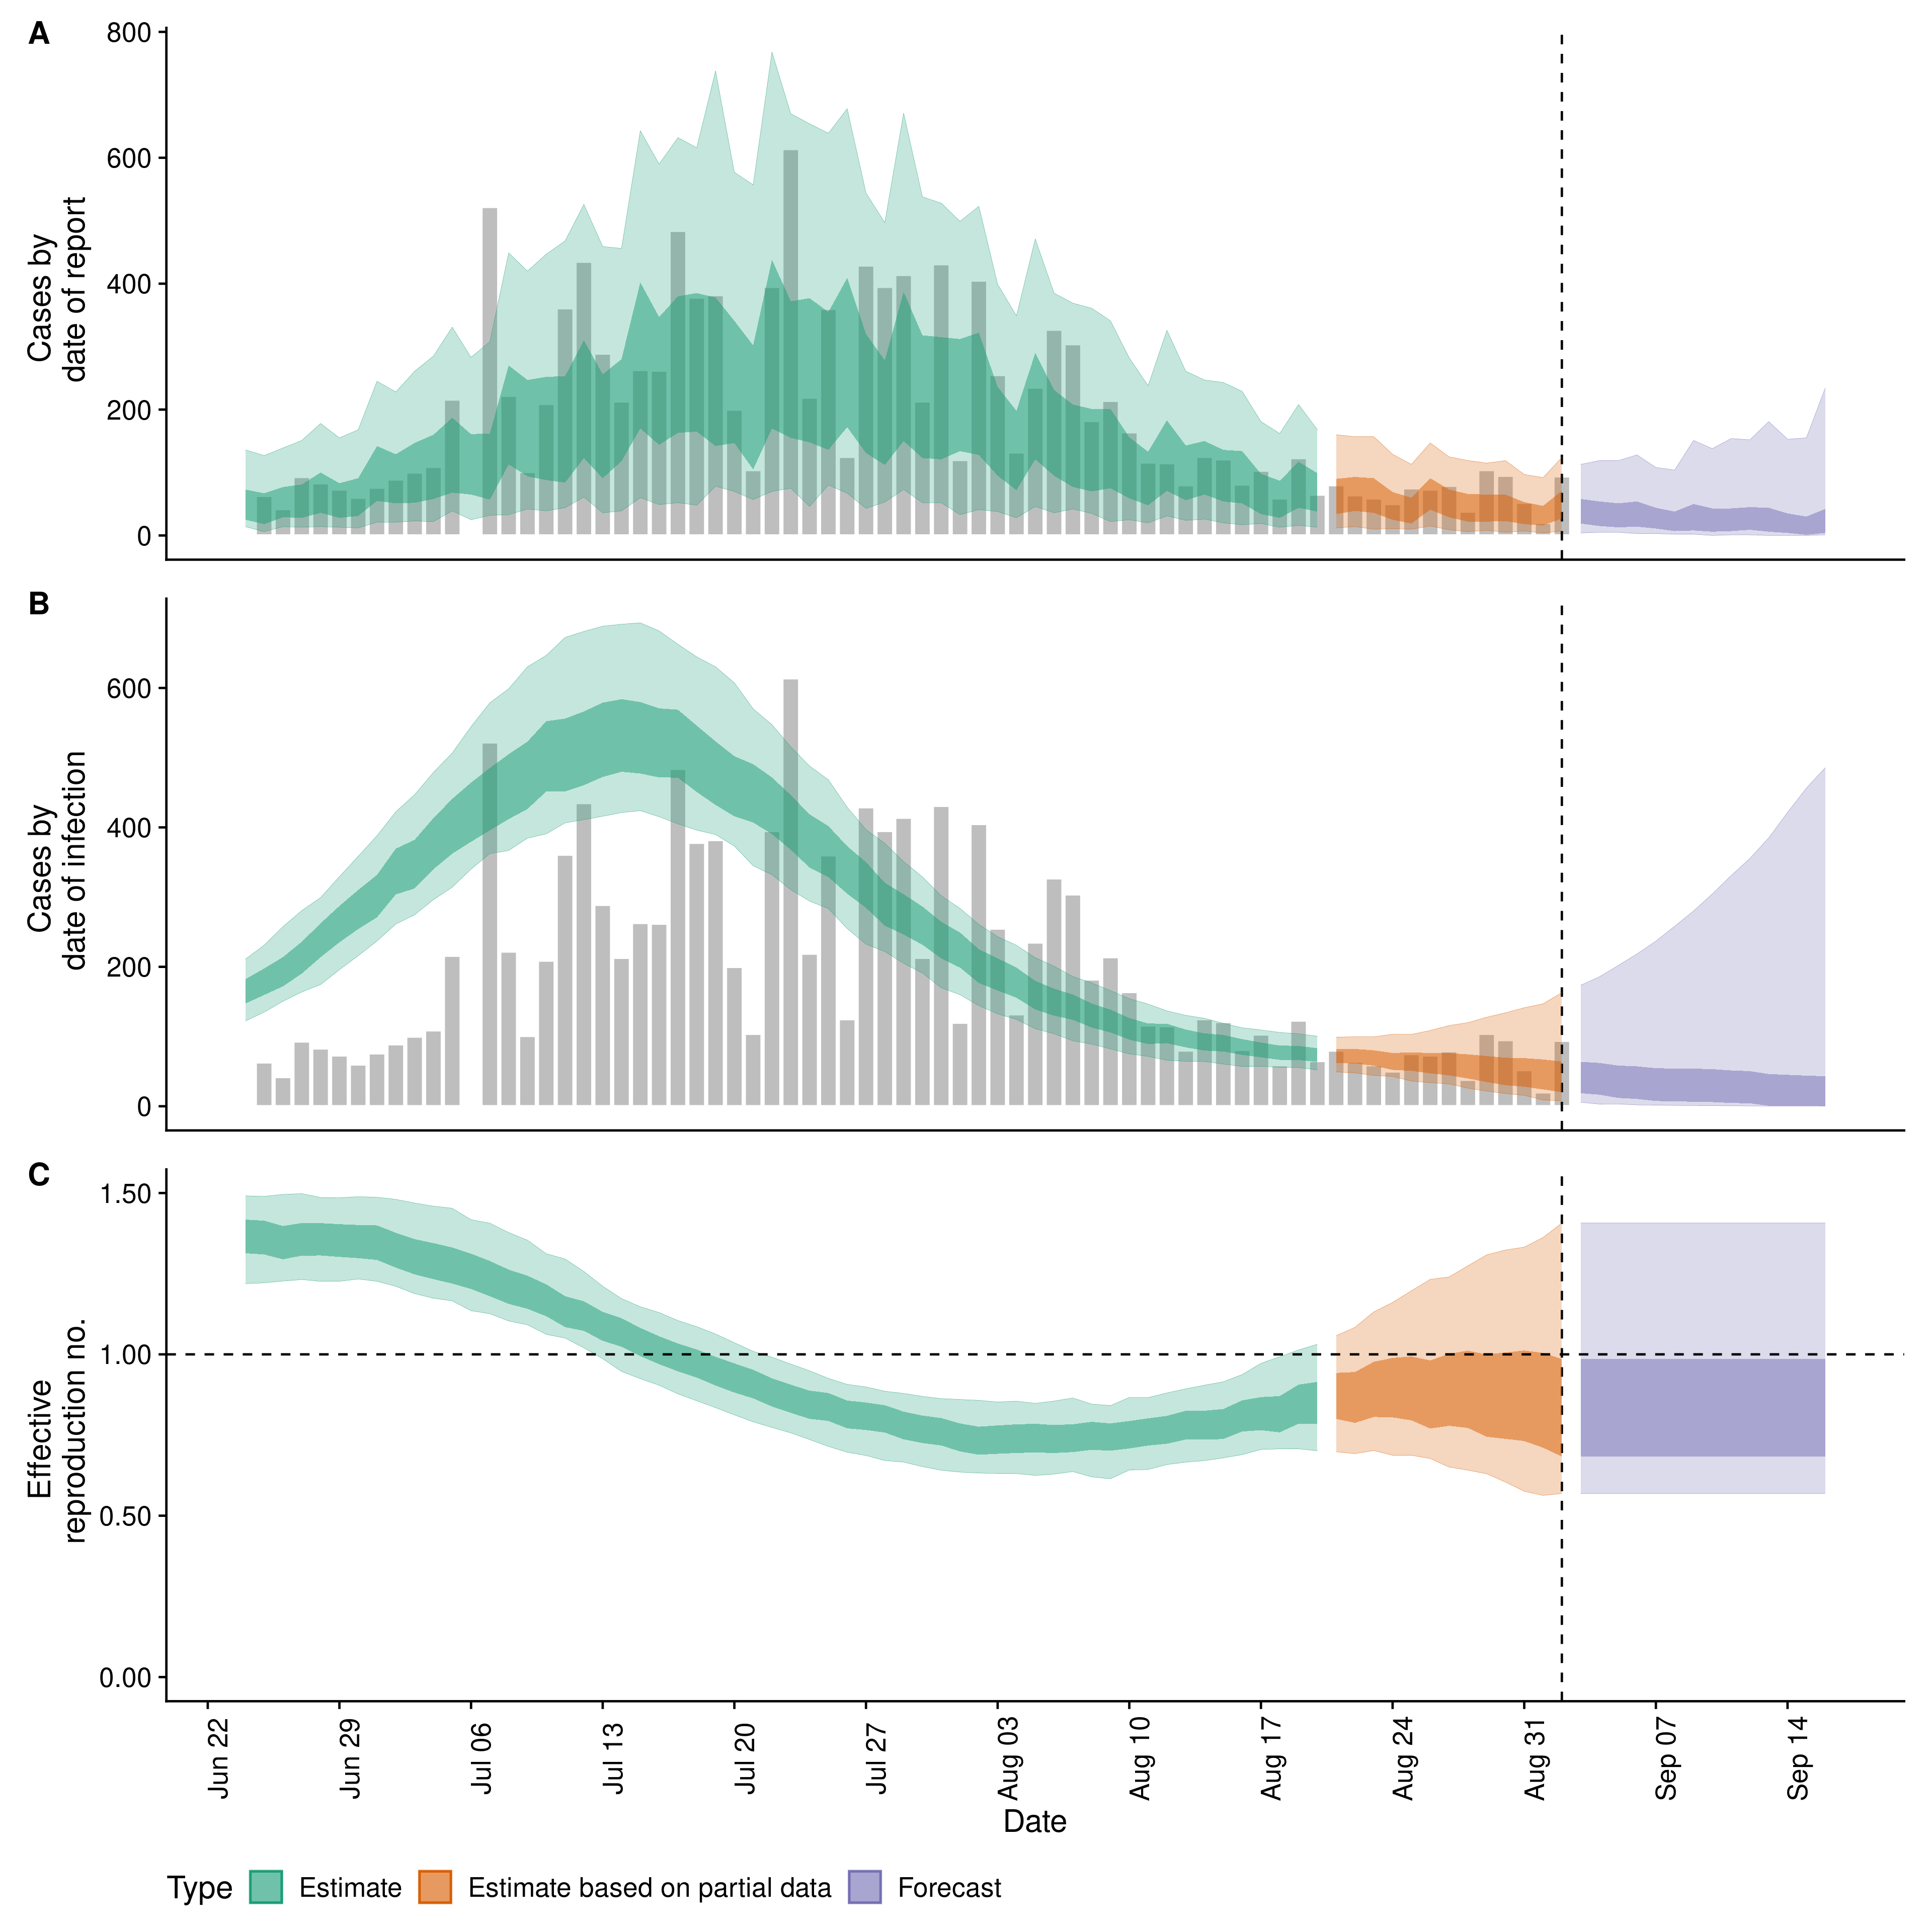 A
800
600
400
200
0
Cases by
date of report
B
600
400
200
0
Cases by
date of infection
C
1.50
1.00
0.50
0.00
Effective
reproduction no.
Jun 22
Jun 29
Jul 06
Jul 13
Jul 20
Jul 27
Aug 03
Aug 10
Aug 17
Aug 24
Aug 31
Sep 07
Sep 14
Date
Type Estimate Estimate based on partial data Forecast